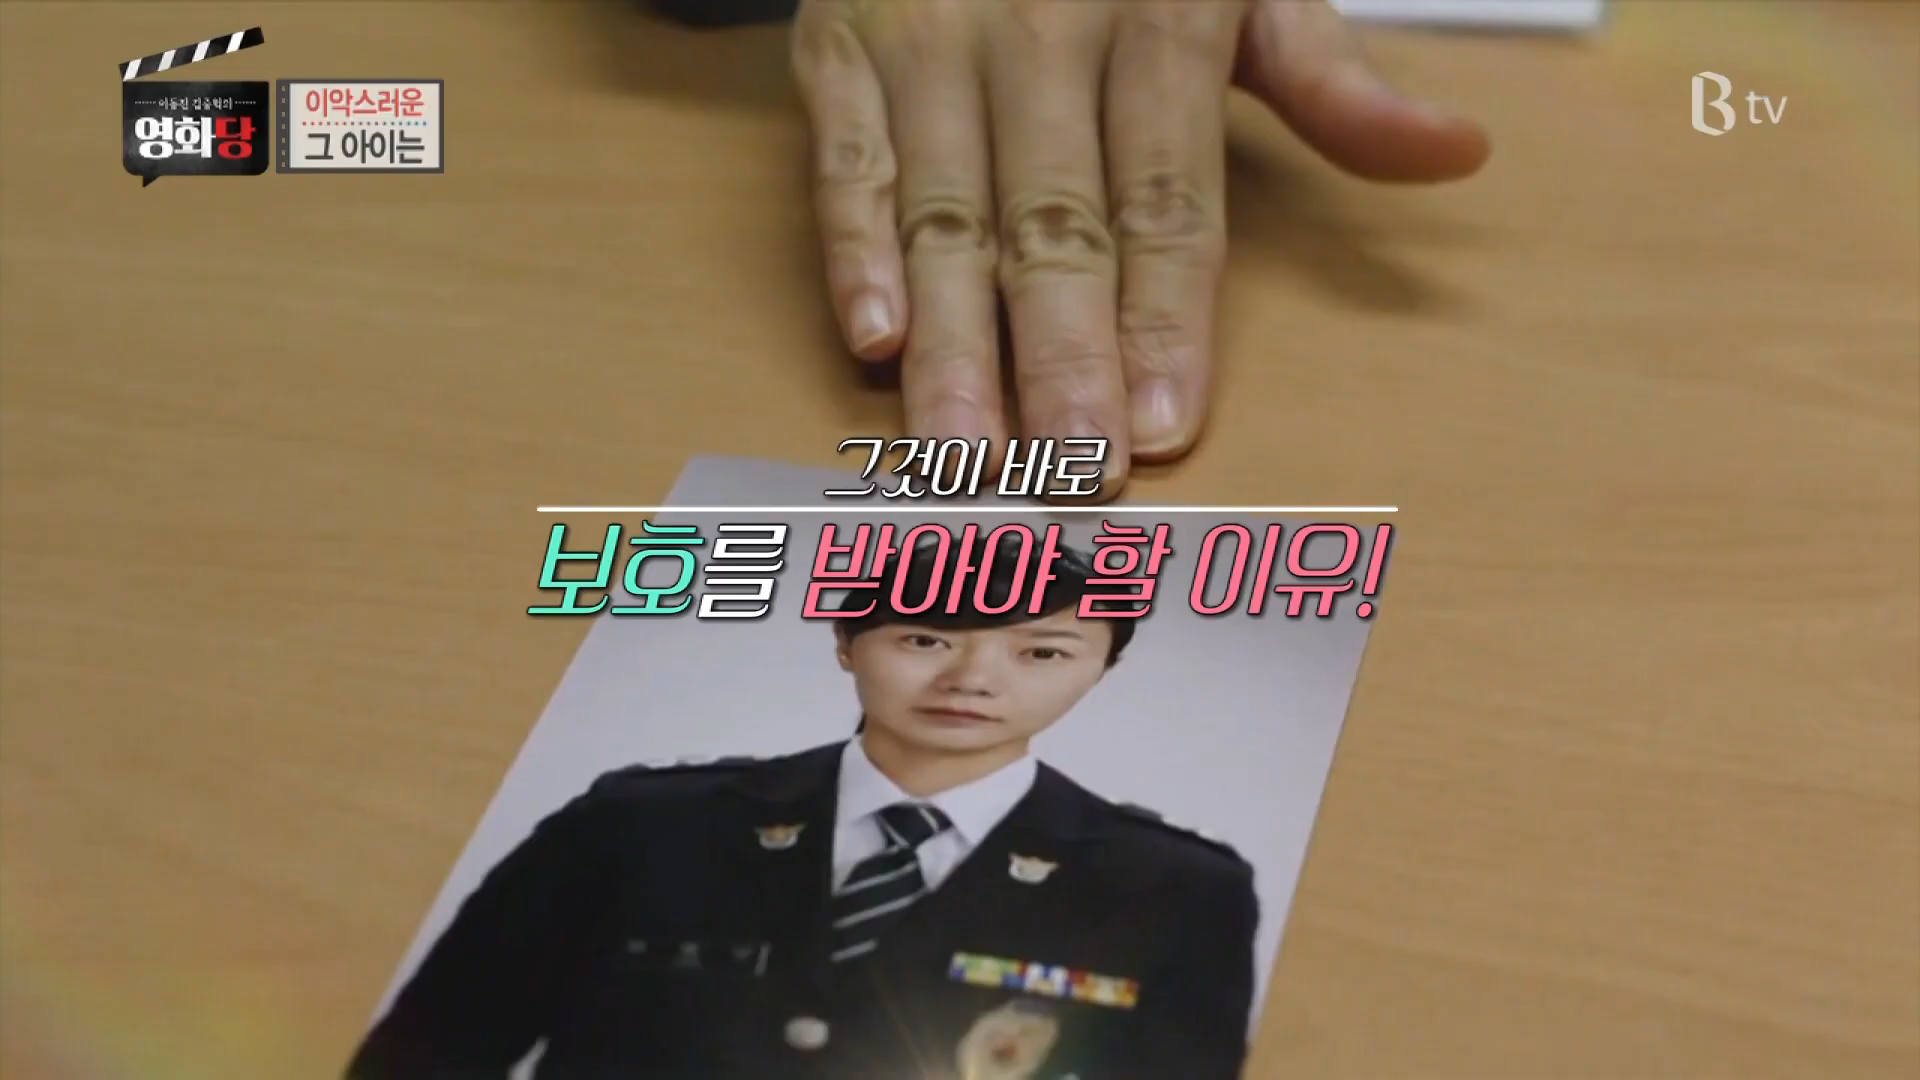 이동진 김중혁의
영화당
이악스러운
그 아이는
B tv
그것이 바로
보호를 받아야 할 이유!